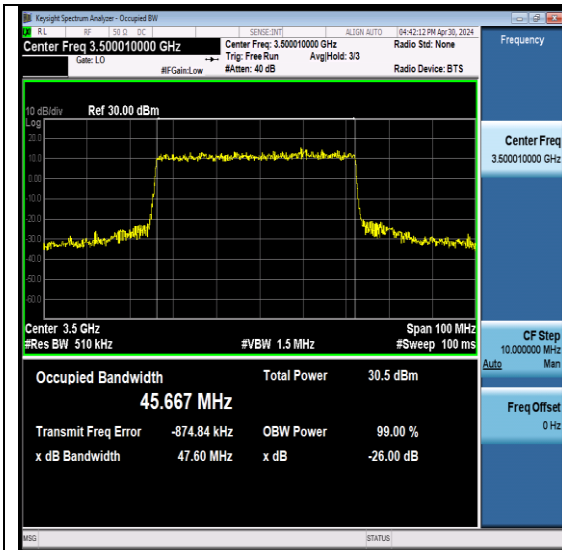 Keysight Spectrum Analyzer - Occupied BW
RL RF 50 Ω DC SENSE:INT ALIGN AUTO 04:42:12 PM Apr 30, 2024
Center Freq 3.500010000 GHz
Center Freq: 3.500010000 GHz
Radio Std: None
Gate: LO
Trig: Free Run Avg|Hold: 3/3
#IFGain:Low
#Atten: 40 dB
Radio Device: BTS
10 dB/div Ref 30.00 dBm
Log
20.0
10.0
0.00
-10.0
-20.0
-30.0
-40.0
-50.0
-60.0
Center 3.5 GHz Span 100 MHz
#Res BW 510 kHz #VBW 1.5 MHz #Sweep 100 ms
Occupied Bandwidth Total Power 30.5 dBm
45.667 MHz
Transmit Freq Error -874.84 kHz OBW Power 99.00 %
x dB Bandwidth 47.60 MHz x dB -26.00 dB
Frequency
Center Freq
3.500010000 GHz
CF Step
10.000000 MHz
Auto Man
Freq Offset
0 Hz
MSG STATUS